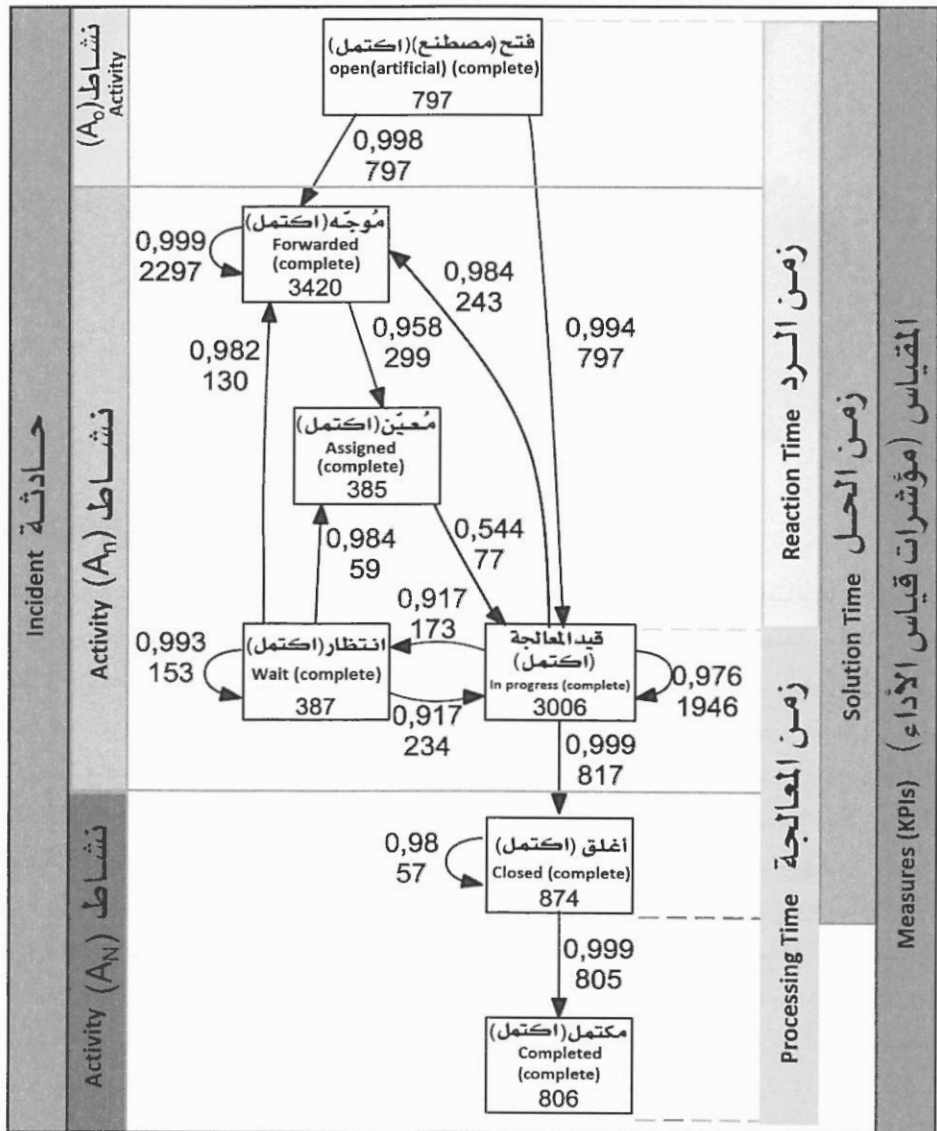 فتح (مصطنع)(اكتمل)
open(artificial) (complete)
797
0,998
797
مُوجّه (اكتمل)
Forwarded
(complete)
3420
0,999
2297
0,984
243
0,994
797
0,982
130
0,958
299
مُعيّن (اكتمل)
Assigned
(complete)
385
0,984
59
0,544
77
0,917
173
انتظار (اكتمل)
Wait (complete)
387
0,993
153
قيد المعالجة
(اكتمل)
In progress (complete)
3006
0,976
1946
0,917
234
0,999
817
أغلق (اكتمل)
Closed (complete)
874
0,98
57
0,999
805
مكتمل (اكتمل)
Completed
(complete)
806
Incident حادثة
نشاط (A₀)
Activity
Activity (Aₙ) نشاط
Activity (A_N) نشاط
Reaction Time زمن الرد
Processing Time زمن المعالجة
Solution Time زمن الحل
Measures (KPIs) المقياس (مؤشرات قياس الأداء)